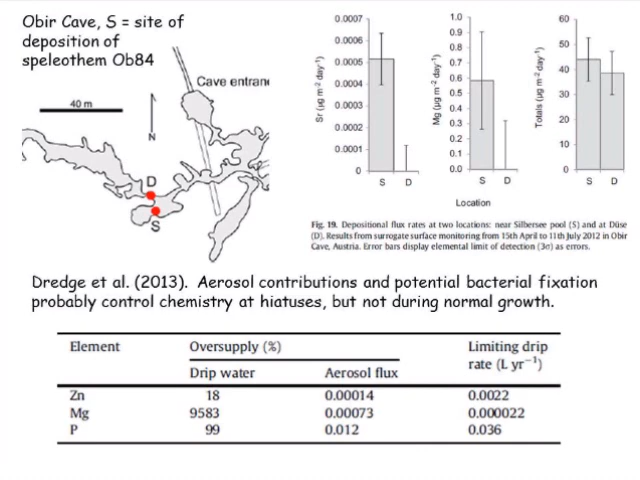 Obir Cave, S = site of
deposition of
speleothem Ob84
Cave entran
40 m
N
D
S
Sr (µg m⁻² day⁻¹)
0.0007
0.0006
0.0005
0.0004
0.0003
0.0002
0.0001
0
S D
Mg (µg m⁻² day⁻¹)
1.0
0.9
0.8
0.7
0.6
0.5
0.4
0.3
0.2
0.1
0.0
S D
Totals (µg m⁻² day⁻¹)
60
50
40
30
20
10
0
S D
Location
Fig. 19. Depositional flux rates at two locations: near Silbersee pool (S) and at Düse
(D). Results from surrogate surface monitoring from 15th April to 11th July 2012 in Obir
Cave, Austria. Error bars display elemental limit of detection (3σ) as errors.
Dredge et al. (2013). Aerosol contributions and potential bacterial fixation
probably control chemistry at hiatuses, but not during normal growth.
Element Oversupply (%) Limiting drip
rate (L yr⁻¹)
Drip water Aerosol flux
Zn 18 0.00014 0.0022
Mg 9583 0.00073 0.000022
P 99 0.012 0.036